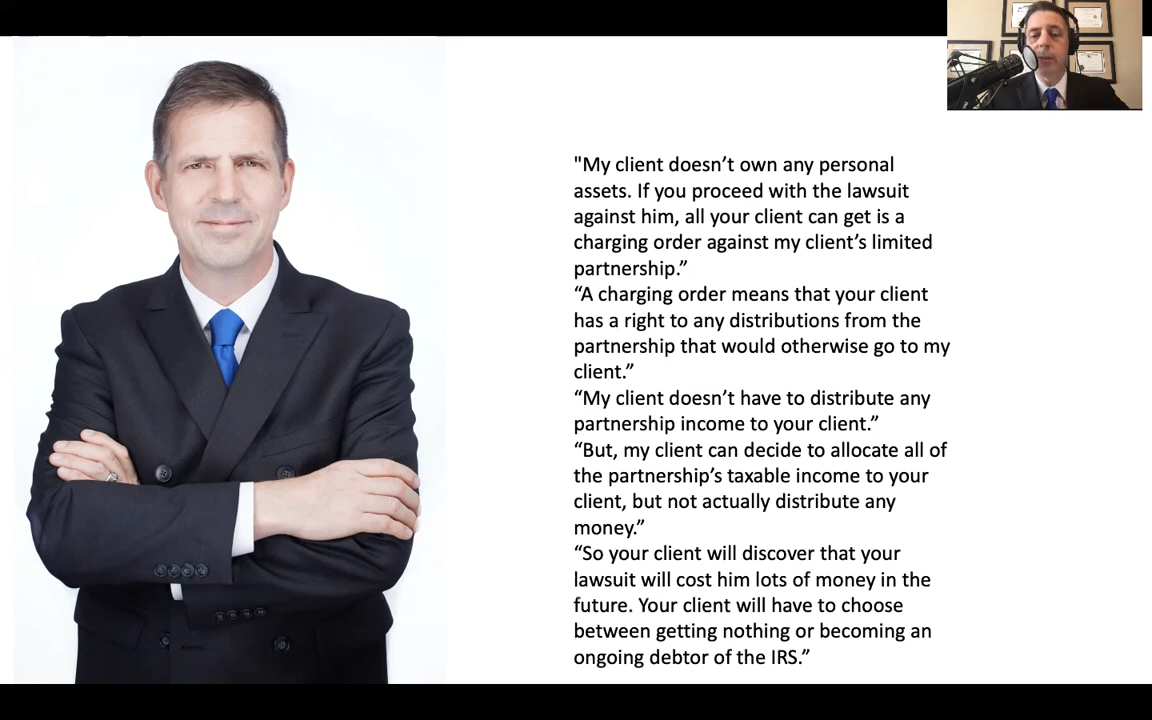 "My client doesn’t own any personal
assets. If you proceed with the lawsuit
against him, all your client can get is a
charging order against my client’s limited
partnership.”
“A charging order means that your client
has a right to any distributions from the
partnership that would otherwise go to my
client.”
“My client doesn’t have to distribute any
partnership income to your client.”
“But, my client can decide to allocate all of
the partnership’s taxable income to your
client, but not actually distribute any
money.”
“So your client will discover that your
lawsuit will cost him lots of money in the
future. Your client will have to choose
between getting nothing or becoming an
ongoing debtor of the IRS.”